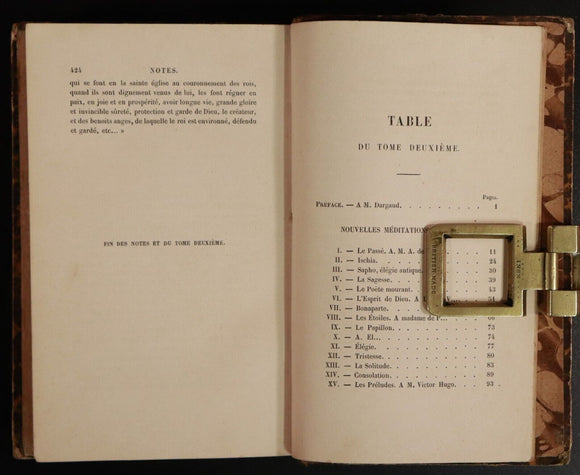 424 NOTES.
qui se font en la sainte église au couronnement des rois,
quand ils sont dignement venus de lui, les font régner en
paix, en joie et en prospérité, avoir longue vie, grande gloire
et invincible sûreté, protection et garde de Dieu, le créateur,
et des benoits anges, de laquelle le roi est environné, défendu
et gardé, etc... »
FIN DES NOTES ET DU TOME DEUXIÈME.
TABLE
DU TOME DEUXIÈME.
Pages.
PRÉFACE. — A M. Dargaud. . . . . . . . . 1
NOUVELLES MÉDITATIONS
I. — Le Passé. A. M. A. de 11
II. — Ischia. . . . . 24
III. — Sapho, élégie antique. 30
IV. — La Sagesse. . . . 39
V. — Le Poëte mourant. . 43
VI. — L'Esprit de Dieu. A 51
VII. — Bonaparte. . . .
VIII. — Les Étoiles. A madame de P... 66
IX. — Le Papillon. . . . . . . . . 73
X. — A. El... . . . . . . . . . 74
XI. — Élégie. . . . . . . . . . 77
XII. — Tristesse. . . . . . . . . 80
XIII. — La Solitude. . . . . . . . . 83
XIV. — Consolation. . . . . . . . . 89
XV. — Les Préludes. A M. Victor Hugo. . . . 93